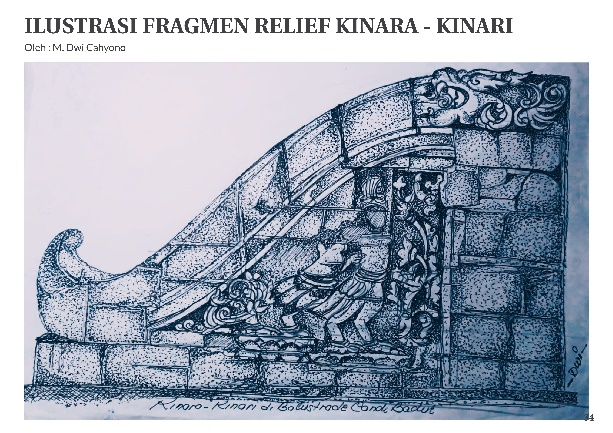 ILUSTRASI FRAGMEN RELIEF KINARA - KINARI
Oleh : M. Dwi Cahyono
Kinara - Kinari di Balustrade Candi Badut
34